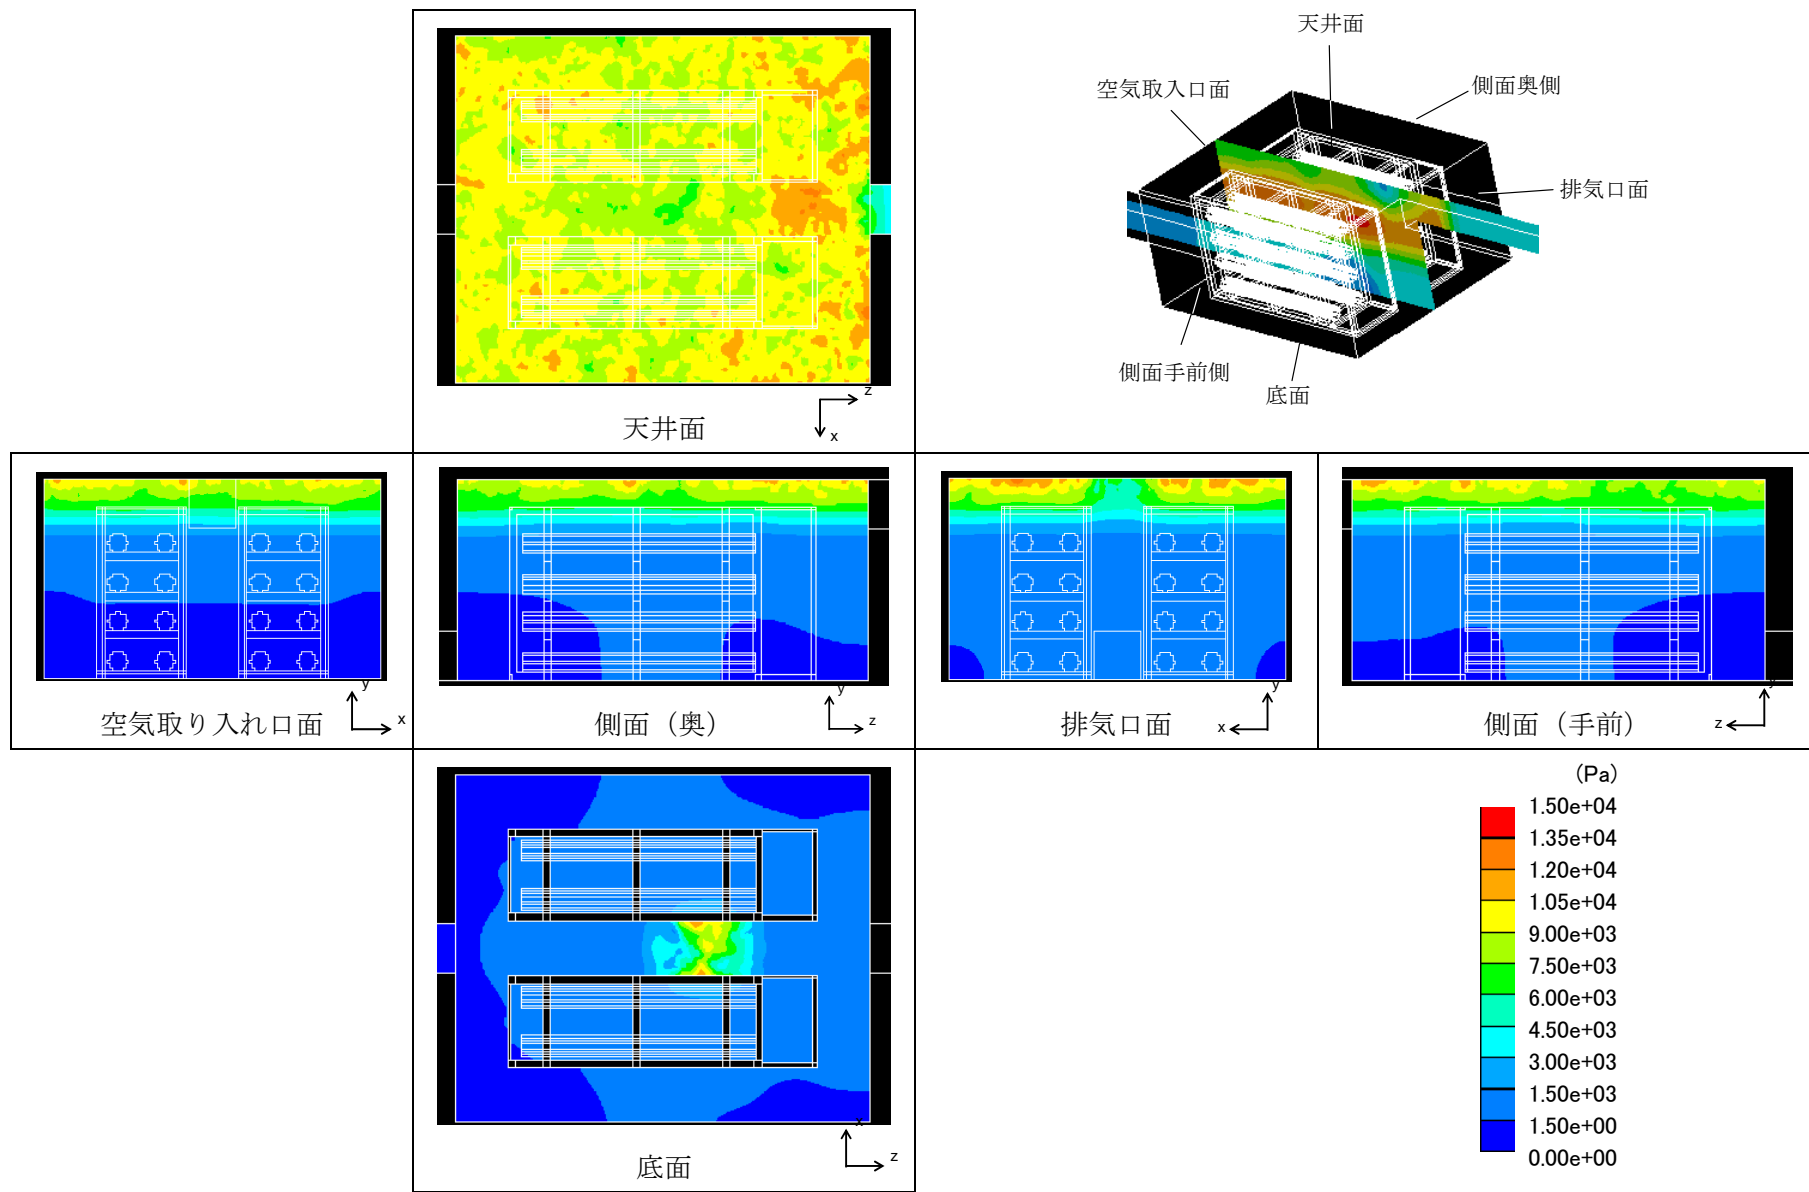 天井面
空気取入口面
側面奥側
排気口面
側面手前側
底面
z
x
天井面
y
x
空気取り入れ口面
y
z
側面（奥）
y
x
排気口面
y
z
側面（手前）
x
z
底面
(Pa)
1.50e+04
1.35e+04
1.20e+04
1.05e+04
9.00e+03
7.50e+03
6.00e+03
4.50e+03
3.00e+03
1.50e+03
1.50e+00
0.00e+00